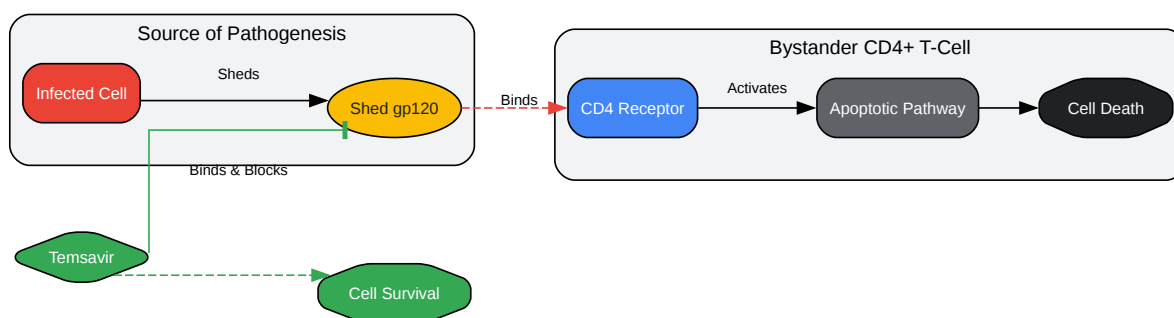 Source of Pathogenesis
Bystander CD4+ T-Cell
Infected Cell
Sheds
Shed gp120
Binds
CD4 Receptor
Activates
Apoptotic Pathway
Cell Death
Binds & Blocks
Temsavir
Cell Survival